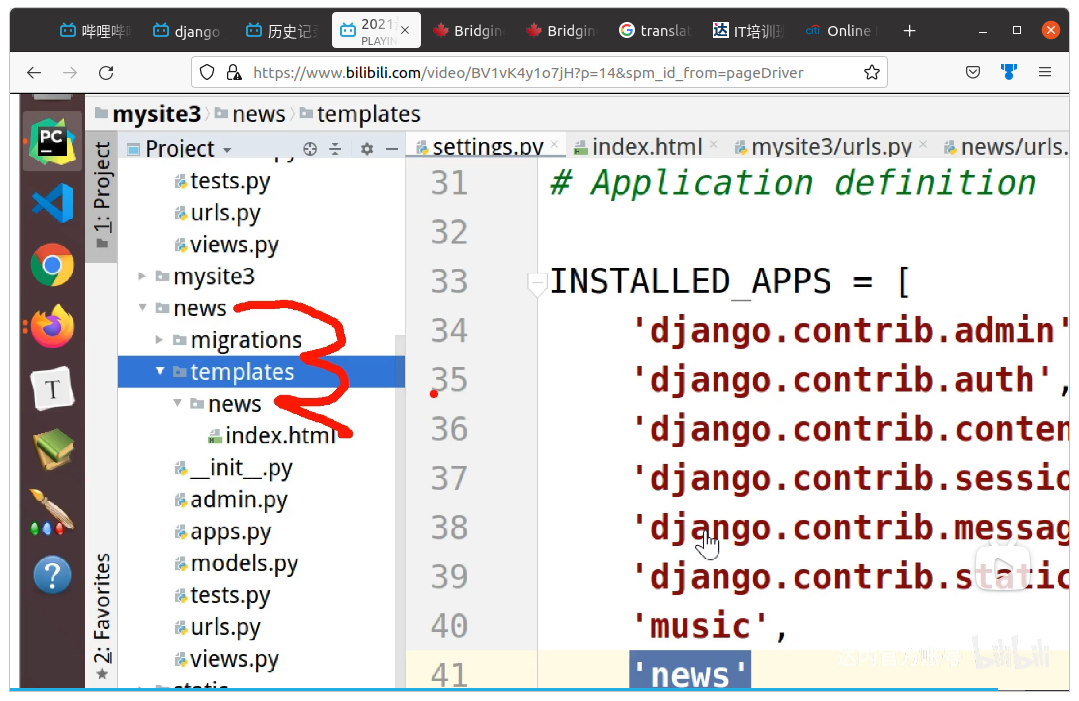 哔哩哔哩
django
历史记
2021
PLAYIN
Bridgin
Bridgin
translat
IT培训班
citi Online
https://www.bilibili.com/video/BV1vK4y1o7jH?p=14&spm_id_from=pageDriver
mysite3 news templates
1: Project
Project
settings.py
index.html
mysite3/urls.py
news/urls.
tests.py
urls.py
views.py
mysite3
news
migrations
templates
news
index.html
__init__.py
admin.py
apps.py
models.py
tests.py
urls.py
views.py
static
2: Favorites
PC
T
?
31 # Application definition
32
33 INSTALLED_APPS = [
34 'django.contrib.admin'
35 'django.contrib.auth',
36 'django.contrib.conten
37 'django.contrib.sessio
38 'django.contrib.messag
39 'django.contrib.static
40 'music',
41 'news'
bilibili